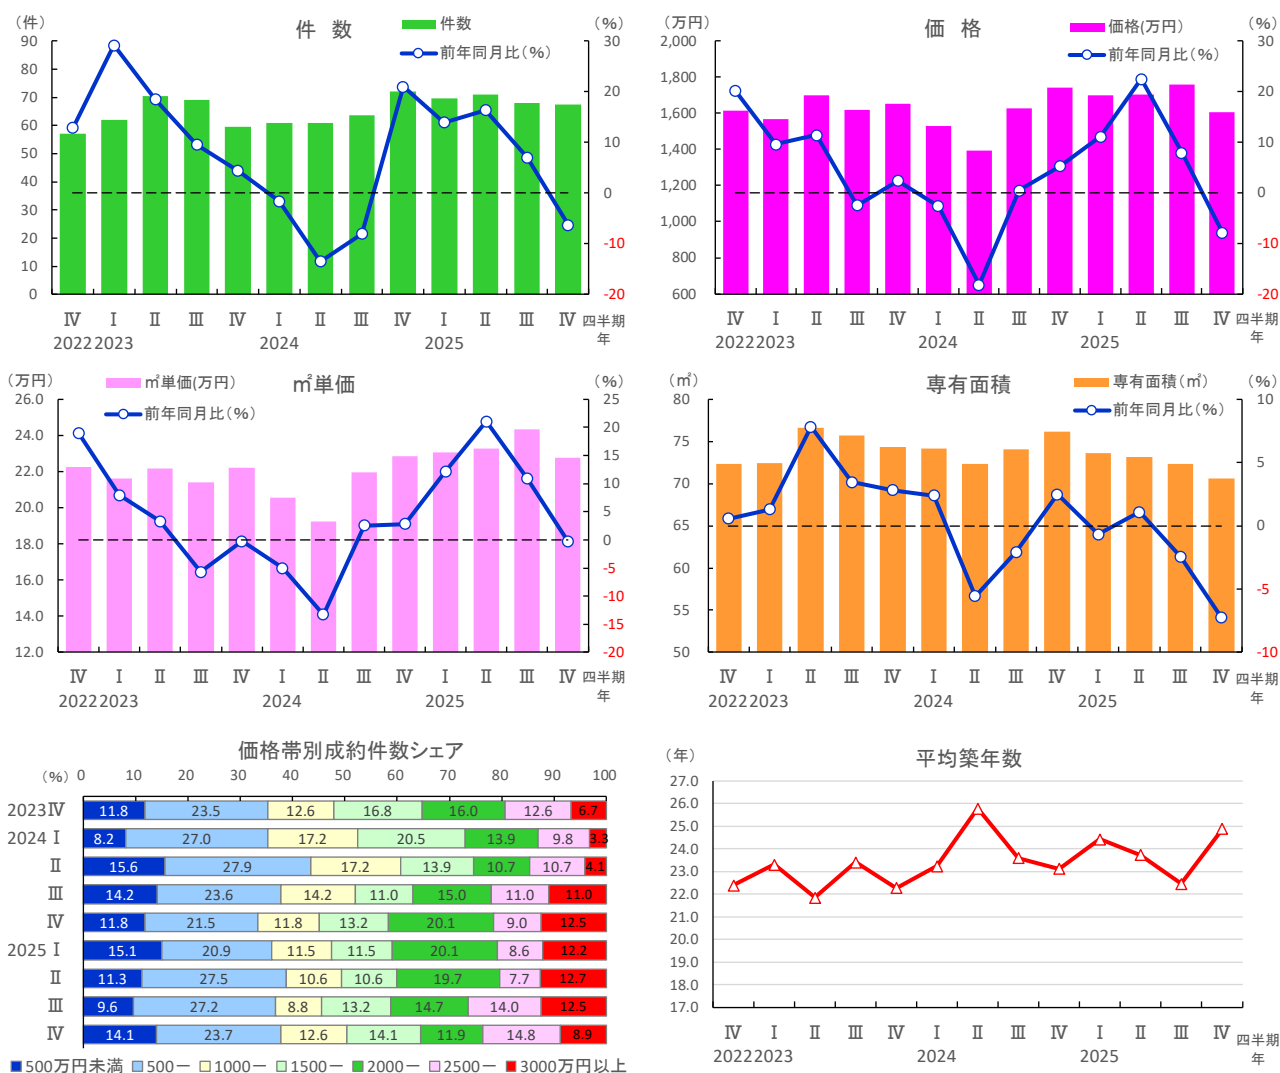 (件)
件 数
件数
前年同月比(%)
(%)
90
80
70
60
50
40
30
20
10
0
30
20
10
0
-10
-20
Ⅳ Ⅰ Ⅱ Ⅲ Ⅳ Ⅰ Ⅱ Ⅲ Ⅳ Ⅰ Ⅱ Ⅲ Ⅳ 四半期
2022 2023 2024 2025 年
(万円)
価 格
価格(万円)
前年同月比(%)
(%)
2,000
1,800
1,600
1,400
1,200
1,000
800
600
30
20
10
0
-10
-20
Ⅳ Ⅰ Ⅱ Ⅲ Ⅳ Ⅰ Ⅱ Ⅲ Ⅳ Ⅰ Ⅱ Ⅲ Ⅳ 四半期
2022 2023 2024 2025 年
(万円)
㎡単価(万円)
前年同月比(%)
㎡単価
(%)
26.0
24.0
22.0
20.0
18.0
16.0
14.0
12.0
25
20
15
10
5
0
-5
-10
-15
-20
Ⅳ Ⅰ Ⅱ Ⅲ Ⅳ Ⅰ Ⅱ Ⅲ Ⅳ Ⅰ Ⅱ Ⅲ Ⅳ 四半期
2022 2023 2024 2025 年
(㎡)
専有面積
専有面積(㎡)
前年同月比(%)
(%)
80
75
70
65
60
55
50
10
5
0
-5
-10
Ⅳ Ⅰ Ⅱ Ⅲ Ⅳ Ⅰ Ⅱ Ⅲ Ⅳ Ⅰ Ⅱ Ⅲ Ⅳ 四半期
2022 2023 2024 2025 年
価格帯別成約件数シェア
(%) 0 10 20 30 40 50 60 70 80 90 100
2023 Ⅳ 11.8 23.5 12.6 16.8 16.0 12.6 6.7
2024 Ⅰ 8.2 27.0 17.2 20.5 13.9 9.8 3.3
Ⅱ 15.6 27.9 17.2 13.9 10.7 10.7 4.1
Ⅲ 14.2 23.6 14.2 11.0 15.0 11.0 11.0
Ⅳ 11.8 21.5 11.8 13.2 20.1 9.0 12.5
2025 Ⅰ 15.1 20.9 11.5 11.5 20.1 8.6 12.2
Ⅱ 11.3 27.5 10.6 10.6 19.7 7.7 12.7
Ⅲ 9.6 27.2 8.8 13.2 14.7 14.0 12.5
Ⅳ 14.1 23.7 12.6 14.1 11.9 14.8 8.9
500万円未満 500ー 1000ー 1500ー 2000ー 2500ー 3000万円以上
(年)
平均築年数
27.0
26.0
25.0
24.0
23.0
22.0
21.0
20.0
19.0
18.0
17.0
Ⅳ Ⅰ Ⅱ Ⅲ Ⅳ Ⅰ Ⅱ Ⅲ Ⅳ Ⅰ Ⅱ Ⅲ Ⅳ 四半期
2022 2023 2024 2025 年